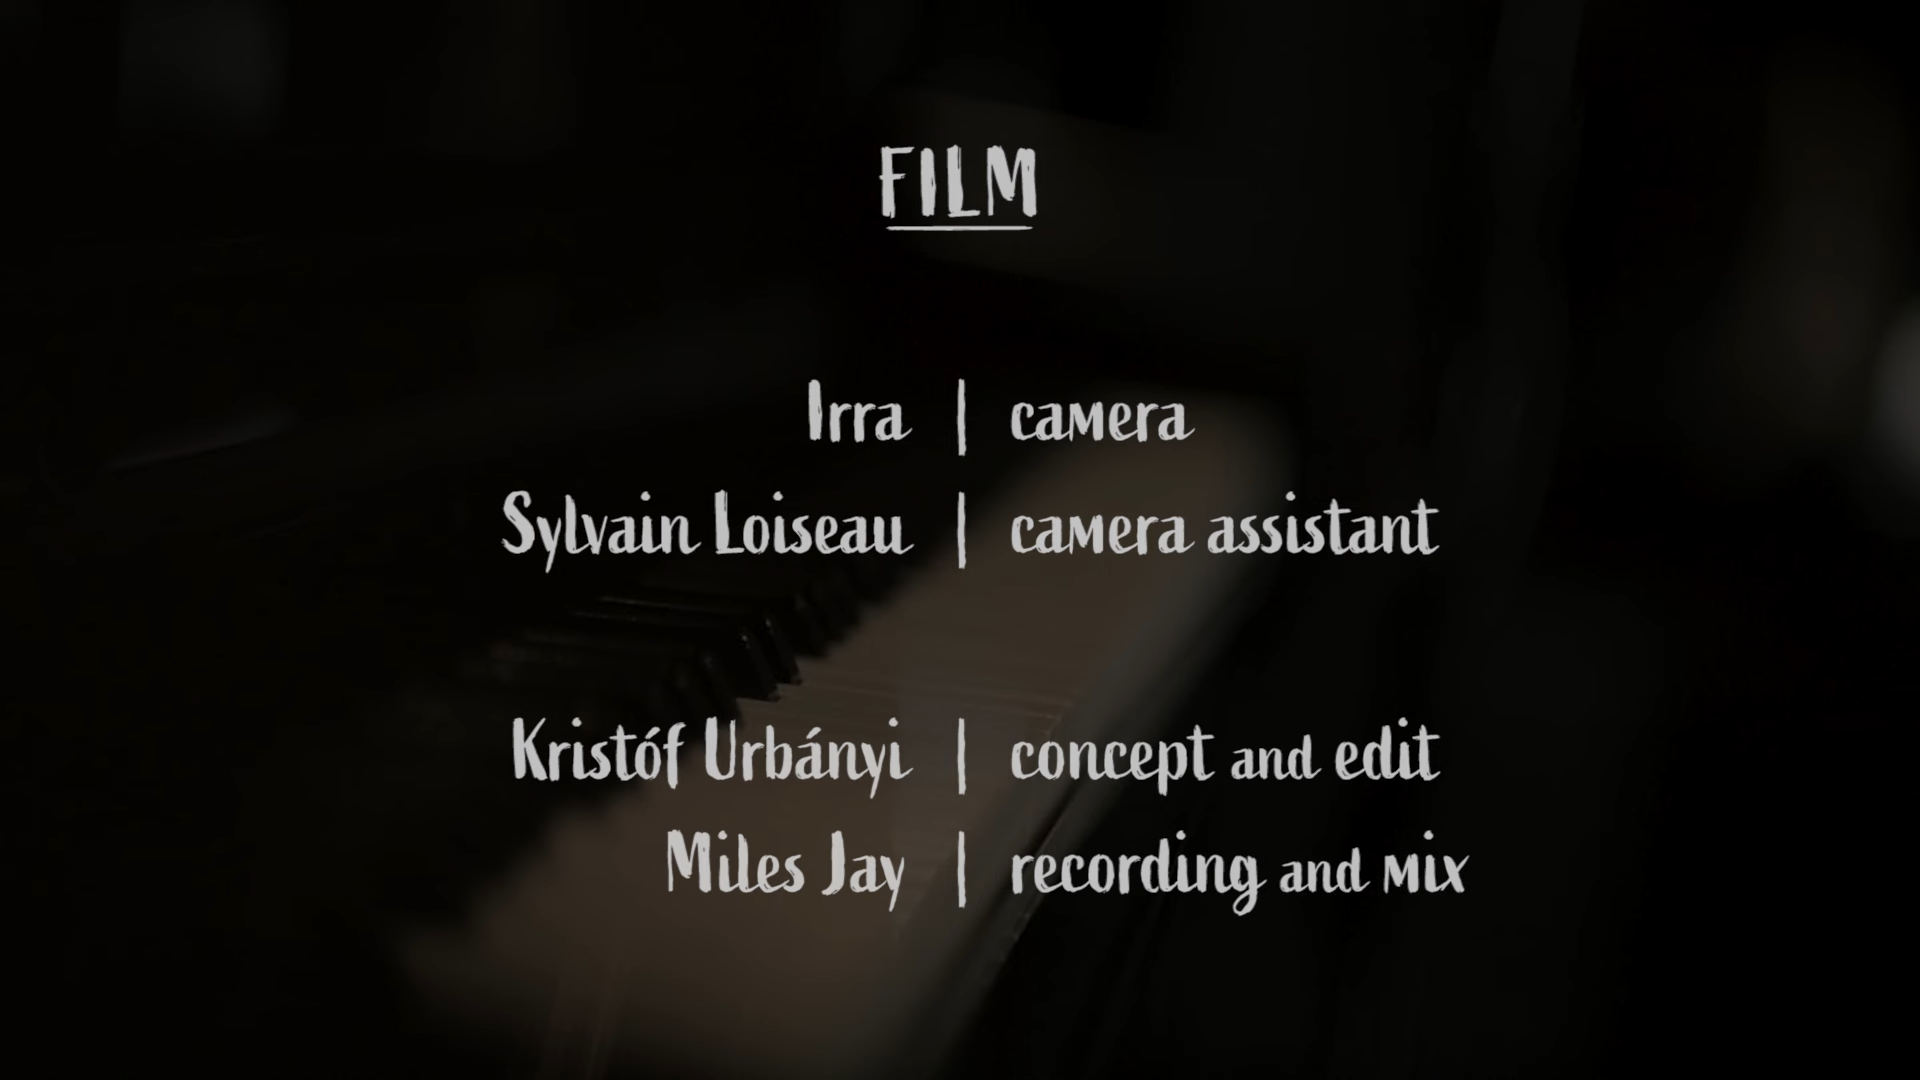 FILM
Irra | camera
Sylvain Loiseau | camera assistant
Kristóf Urbányi | concept and edit
Miles Jay | recording and mix